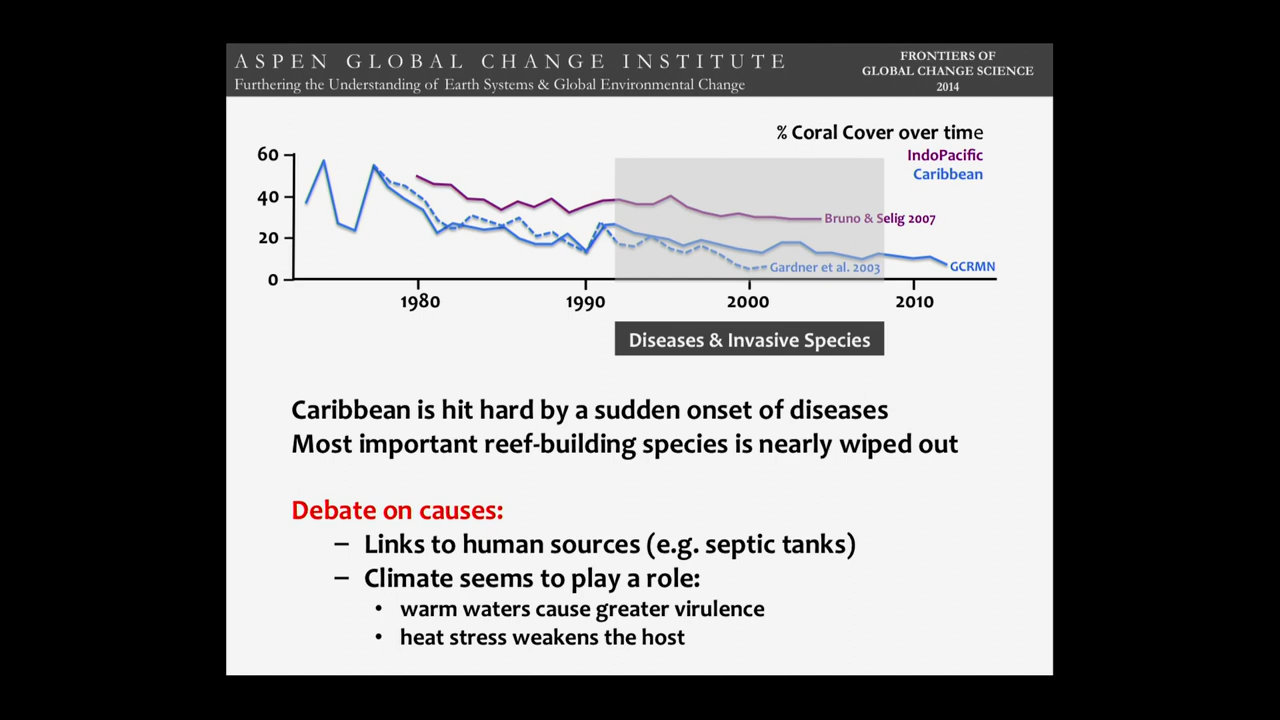 ASPEN GLOBAL CHANGE INSTITUTE
Furthering the Understanding of Earth Systems & Global Environmental Change
FRONTIERS OF
GLOBAL CHANGE SCIENCE
2014
% Coral Cover over time
IndoPacific
Caribbean
60
40
20
0
Bruno & Selig 2007
Gardner et al. 2003
GCRMN
1980
1990
2000
2010
Diseases & Invasive Species
Caribbean is hit hard by a sudden onset of diseases
Most important reef-building species is nearly wiped out
Debate on causes:
– Links to human sources (e.g. septic tanks)
– Climate seems to play a role:
• warm waters cause greater virulence
• heat stress weakens the host